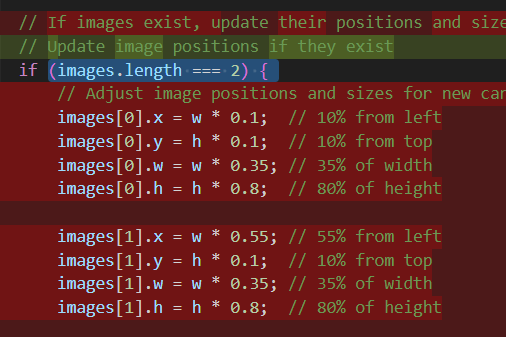 // If images exist, update their positions and size
// Update image positions if they exist
if (images.length === 2) {
// Adjust image positions and sizes for new can
images[0].x = w * 0.1;  // 10% from left
images[0].y = h * 0.1;  // 10% from top
images[0].w = w * 0.35; // 35% of width
images[0].h = h * 0.8;  // 80% of height
images[1].x = w * 0.55; // 55% from left
images[1].y = h * 0.1;  // 10% from top
images[1].w = w * 0.35; // 35% of width
images[1].h = h * 0.8;  // 80% of height